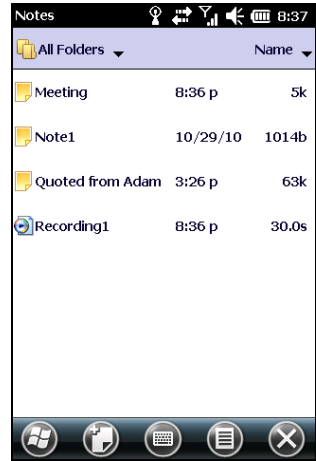 Notes 8:37
All Folders Name
Meeting 8:36 p 5k
Note1 10/29/10 1014b
Quoted from Adam 3:26 p 63k
Recording1 8:36 p 30.0s